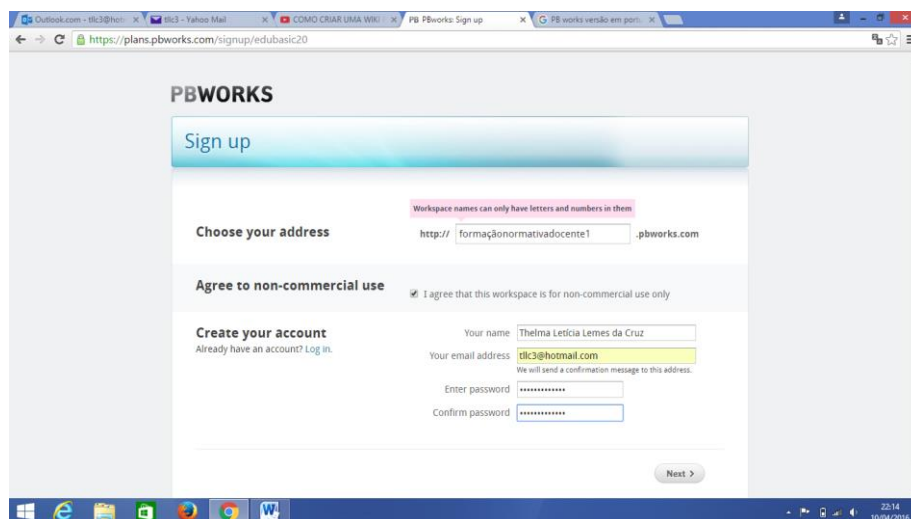 Outlook.com - tllc3@hot
tllc3 - Yahoo Mail
COMO CRIAR UMA WIKI
PB PBworks: Sign up
PB works versão em port
https://plans.pbworks.com/signup/edubasic20
PBWORKS
Sign up
Workspace names can only have letters and numbers in them
Choose your address http:// formaçãonormativadocente1 .pbworks.com
Agree to non-commercial use I agree that this workspace is for non-commercial use only
Create your account Your name Thelma Letícia Lemes da Cruz
Already have an account? Log in.
Your email address tllc3@hotmail.com
We will send a confirmation message to this address.
Enter password •••••••••••••
Confirm password •••••••••••••
Next >
22:14
10/04/2016